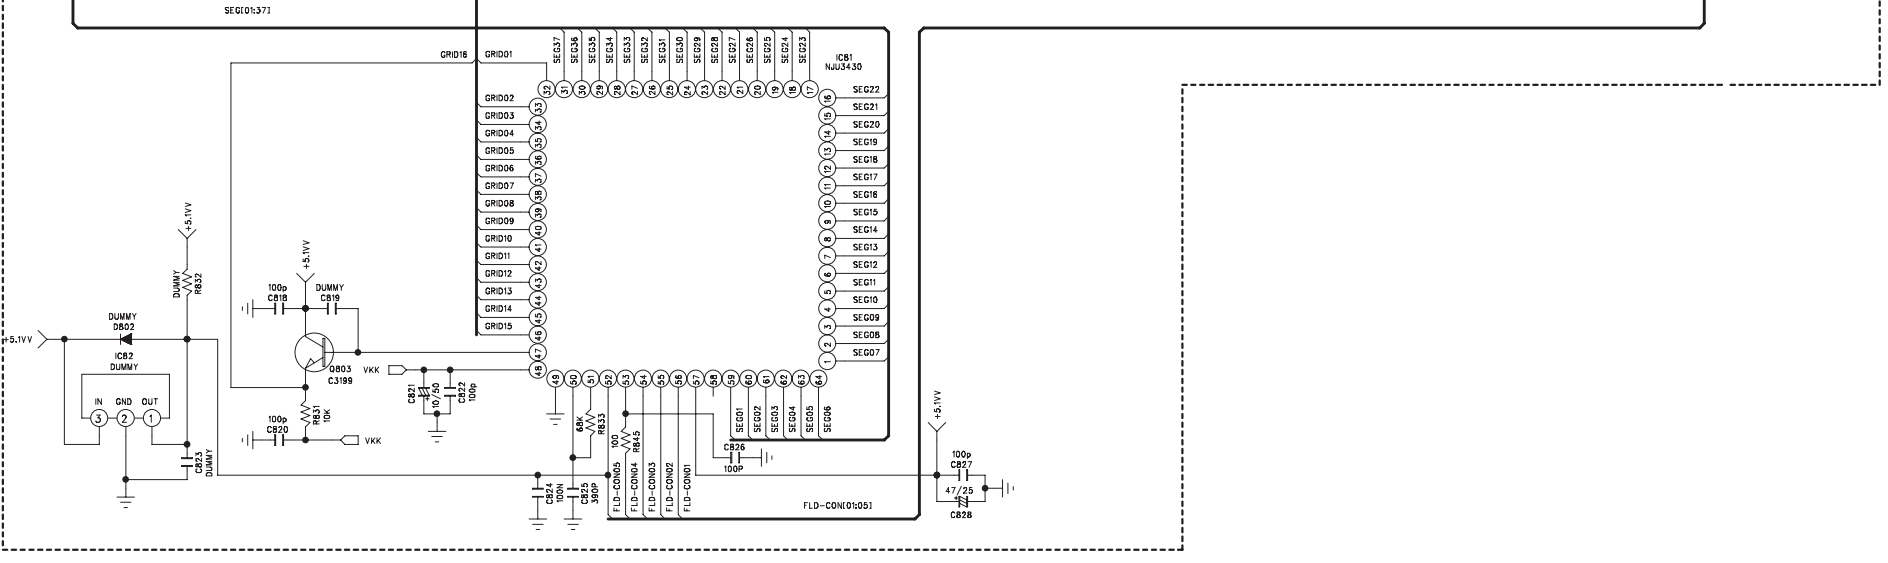 SEG[01:37]
GRID16 GRID01
SEG37
SEG36
SEG35
SEG34
SEG33
SEG32
SEG31
SEG30
SEG29
SEG28
SEG27
SEG26
SEG25
SEG24
SEG23
IC81
NJU3430
32 31 30 29 28 27 26 25 24 23 22 21 20 19 18 17
GRID02 33
GRID03 34
GRID04 35
GRID05 36
GRID06 37
GRID07 38
GRID08 39
GRID09 40
GRID10 41
GRID11 42
GRID12 43
GRID13 44
GRID14 45
GRID15 46
47
48
16 SEG22
15 SEG21
14 SEG20
13 SEG19
12 SEG18
11 SEG17
10 SEG16
9 SEG15
8 SEG14
7 SEG13
6 SEG12
5 SEG11
4 SEG10
3 SEG09
2 SEG08
1 SEG07
+5.1VV
DUMMY
R832
+5.1VV
100p
C818
DUMMY
C819
DUMMY
D802
+5.1VV
IC82
DUMMY
IN GND OUT
3 2 1
Q803
C3199
VKK
C821
10/50
C822
100p
R831
10K
100p
C820
VKK
C823
DUMMY
49 50 51 52 53 54 55 56 57 58 59 60 61 62 63 64
68K
R833
100
R845
SEG01
SEG02
SEG03
SEG04
SEG05
SEG06
C826
100P
C824
100N
C825
390P
FLD-CON05
FLD-CON04
FLD-CON03
FLD-CON02
FLD-CON01
FLD-CON[01:05]
+5.1VV
100p
C827
47/25
C828